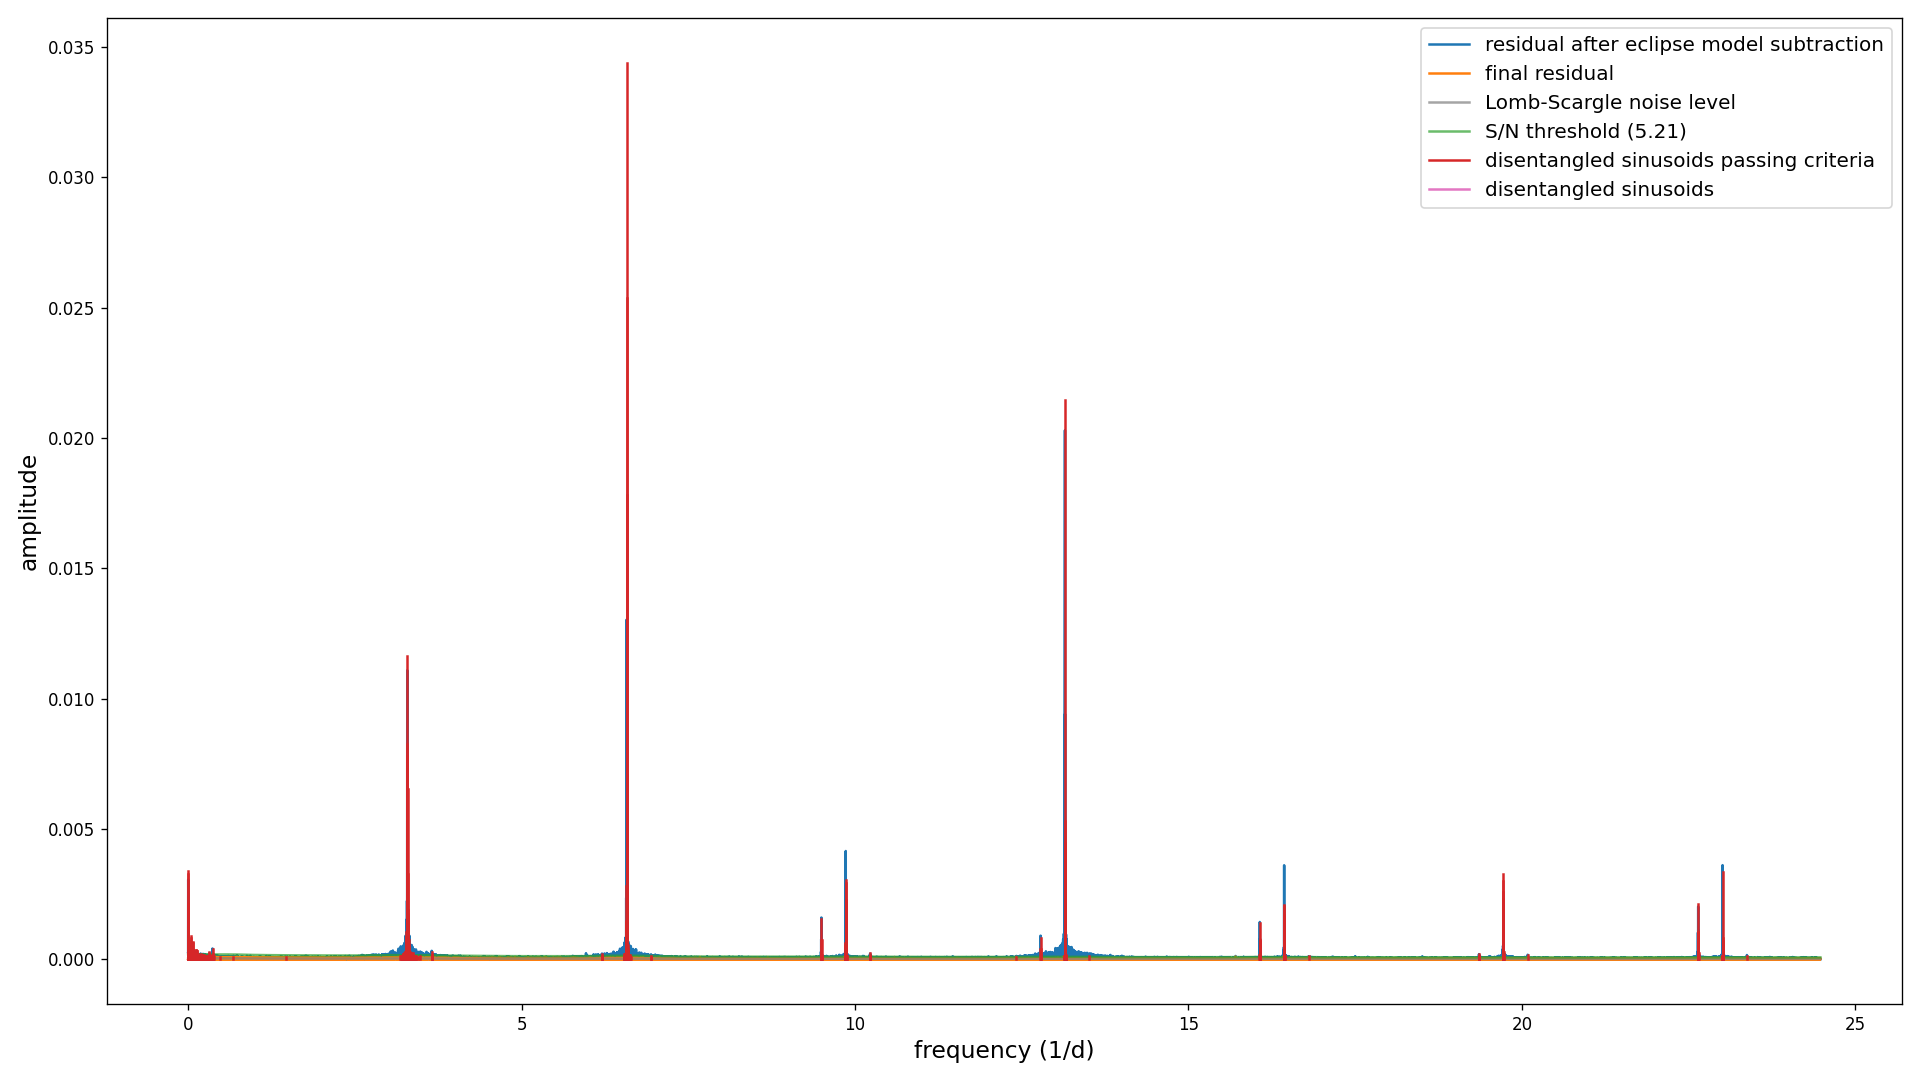 residual after eclipse model subtraction
final residual
Lomb-Scargle noise level
S/N threshold (5.21)
disentangled sinusoids passing criteria
disentangled sinusoids
0.035
0.030
0.025
0.020
0.015
0.010
0.005
0.000
amplitude
0 5 10 15 20 25
frequency (1/d)